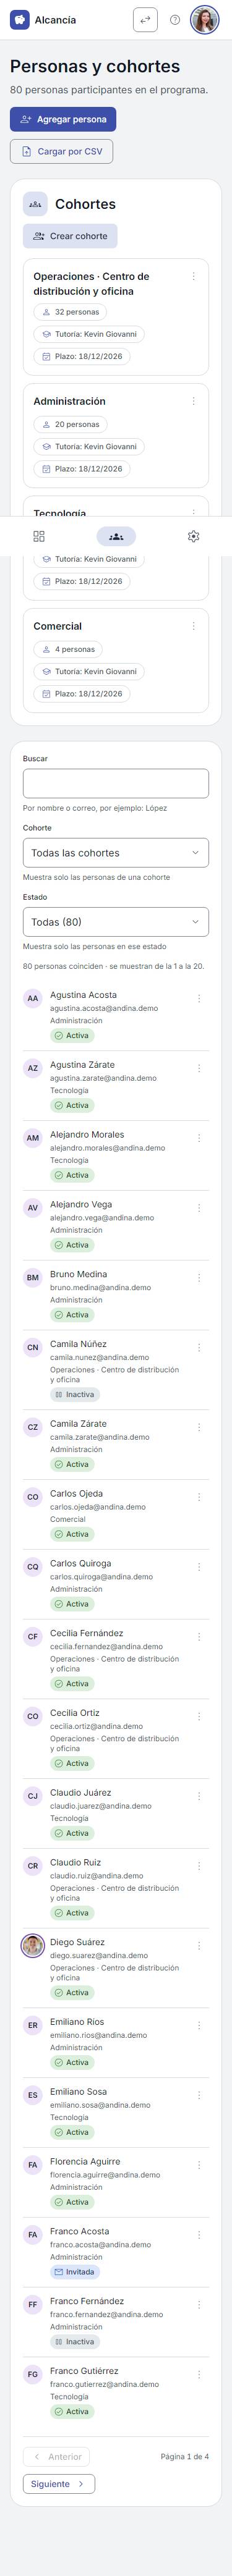 Alcancía
Personas y cohortes
80 personas participantes en el programa.
Agregar persona
Cargar por CSV
Cohortes
Crear cohorte
Operaciones · Centro de
distribución y oficina
32 personas
Tutoría: Kevin Giovanni
Plazo: 18/12/2026
Administración
20 personas
Tutoría: Kevin Giovanni
Plazo: 18/12/2026
Tecnología
Tutoría: Kevin Giovanni
Plazo: 18/12/2026
Comercial
4 personas
Tutoría: Kevin Giovanni
Plazo: 18/12/2026
Buscar
Por nombre o correo, por ejemplo: López
Cohorte
Todas las cohortes
Muestra solo las personas de una cohorte
Estado
Todas (80)
Muestra solo las personas en ese estado
80 personas coinciden · se muestran de la 1 a la 20.
AA
Agustina Acosta
agustina.acosta@andina.demo
Administración
Activa
AZ
Agustina Zárate
agustina.zarate@andina.demo
Tecnología
Activa
AM
Alejandro Morales
alejandro.morales@andina.demo
Tecnología
Activa
AV
Alejandro Vega
alejandro.vega@andina.demo
Administración
Activa
BM
Bruno Medina
bruno.medina@andina.demo
Administración
Activa
CN
Camila Núñez
camila.nunez@andina.demo
Operaciones · Centro de distribución
y oficina
Inactiva
CZ
Camila Zárate
camila.zarate@andina.demo
Administración
Activa
CO
Carlos Ojeda
carlos.ojeda@andina.demo
Comercial
Activa
CQ
Carlos Quiroga
carlos.quiroga@andina.demo
Administración
Activa
CF
Cecilia Fernández
cecilia.fernandez@andina.demo
Operaciones · Centro de distribución
y oficina
Activa
CO
Cecilia Ortiz
cecilia.ortiz@andina.demo
Operaciones · Centro de distribución
y oficina
Activa
CJ
Claudio Juárez
claudio.juarez@andina.demo
Tecnología
Activa
CR
Claudio Ruiz
claudio.ruiz@andina.demo
Operaciones · Centro de distribución
y oficina
Activa
Diego Suárez
diego.suarez@andina.demo
Operaciones · Centro de distribución
y oficina
Activa
ER
Emiliano Ríos
emiliano.rios@andina.demo
Administración
Activa
ES
Emiliano Sosa
emiliano.sosa@andina.demo
Tecnología
Activa
FA
Florencia Aguirre
florencia.aguirre@andina.demo
Administración
Activa
FA
Franco Acosta
franco.acosta@andina.demo
Administración
Invitada
FF
Franco Fernández
franco.fernandez@andina.demo
Administración
Inactiva
FG
Franco Gutiérrez
franco.gutierrez@andina.demo
Tecnología
Activa
Anterior
Página 1 de 4
Siguiente